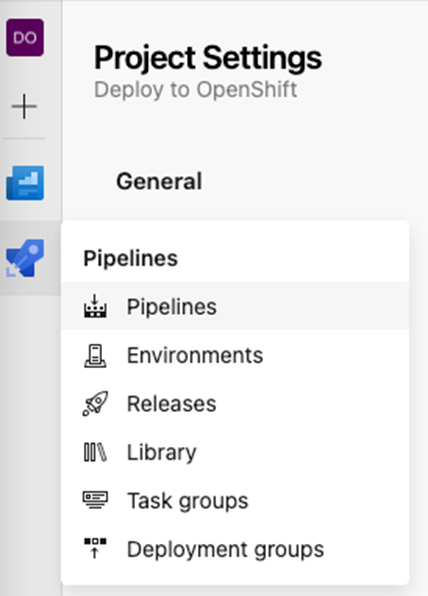 DO
Project Settings
Deploy to OpenShift
General
Pipelines
Pipelines
Environments
Releases
Library
Task groups
Deployment groups